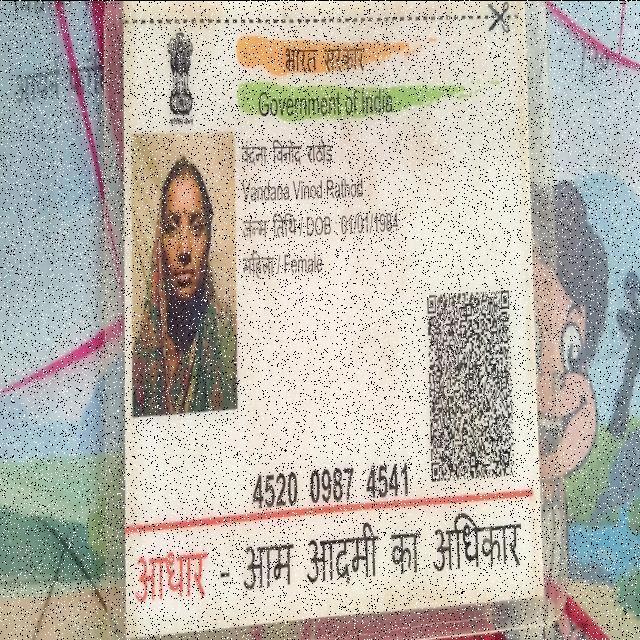 भारत सरकार
Government of India
वंदना विनोद राठोड
Vandana Vinod Rathod
जन्म तिथि / DOB 01/01/1984
महिला / Female
4520 0987 4541
आधार - आम आदमी का अधिकार